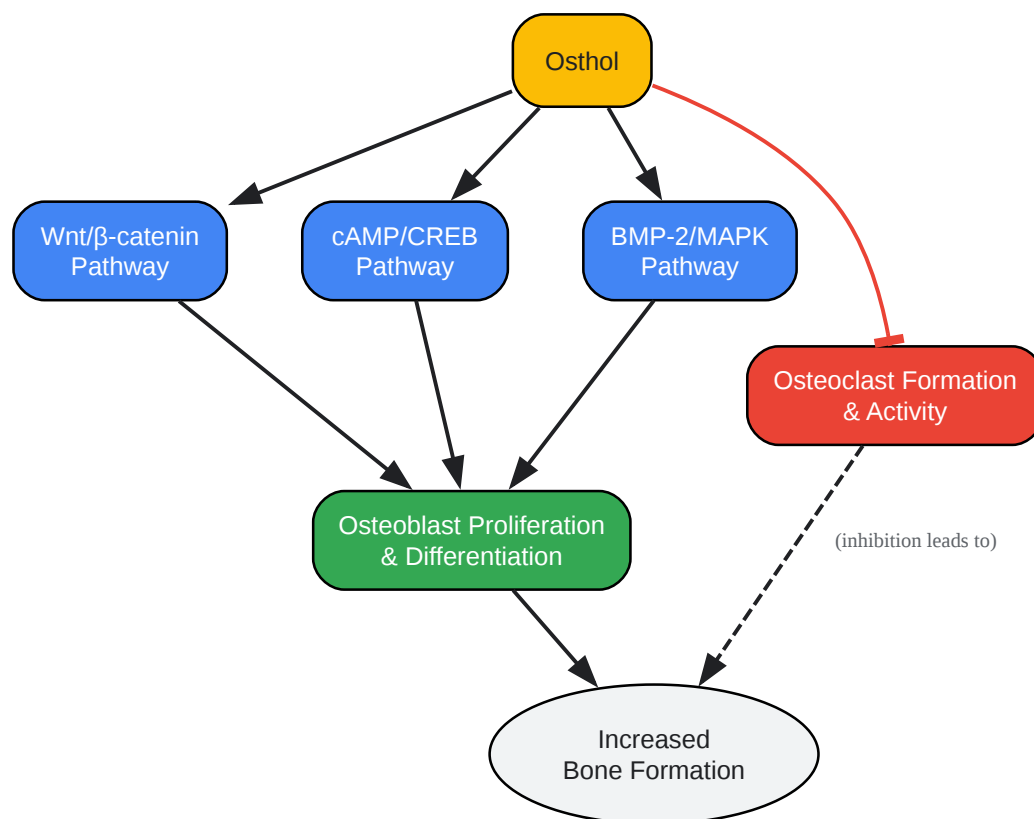 Osthol
Wnt/β-catenin
Pathway
cAMP/CREB
Pathway
BMP-2/MAPK
Pathway
Osteoclast Formation
& Activity
Osteoblast Proliferation
& Differentiation
(inhibition leads to)
Increased
Bone Formation